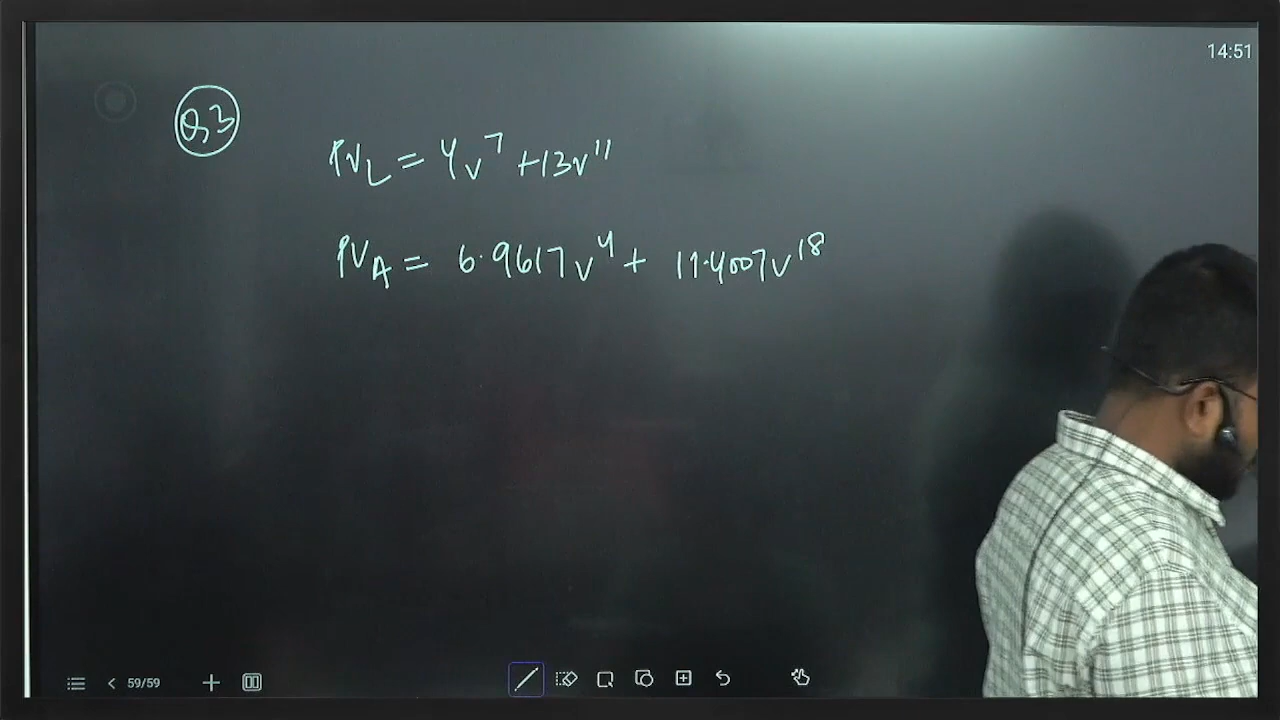 14:51
Q3
PV_L = 4v^7 + 13v^11
PV_A = 6.9617v^4 + 11.4007v^18
59/59